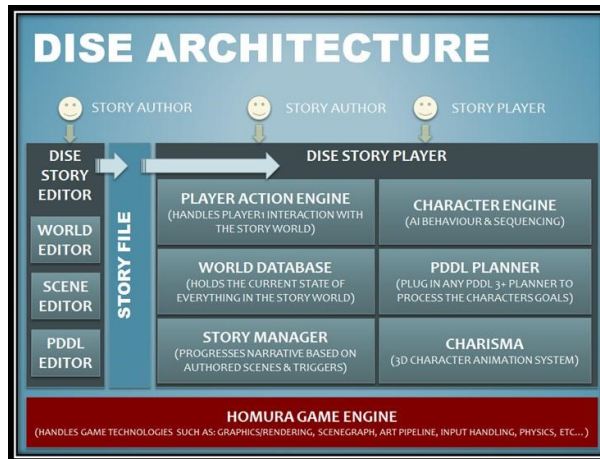 DISE ARCHITECTURE
STORY AUTHOR
STORY AUTHOR
STORY PLAYER
DISE
STORY
EDITOR
WORLD
EDITOR
SCENE
EDITOR
PDDL
EDITOR
STORY FILE
DISE STORY PLAYER
PLAYER ACTION ENGINE
(HANDLES PLAYER1 INTERACTION WITH
THE STORY WORLD)
CHARACTER ENGINE
(AI BEHAVIOUR & SEQUENCING)
WORLD DATABASE
(HOLDS THE CURRENT STATE OF
EVERYTHING IN THE STORY WORLD)
PDDL PLANNER
(PLUG IN ANY PDDL 3+ PLANNER TO
PROCESS THE CHARACTERS GOALS)
STORY MANAGER
(PROGRESSES NARRATIVE BASED ON
AUTHORED SCENES & TRIGGERS)
CHARISMA
(3D CHARACTER ANIMATION SYSTEM)
HOMURA GAME ENGINE
(HANDLES GAME TECHNOLOGIES SUCH AS: GRAPHICS/RENDERING, SCENEGRAPH, ART PIPELINE, INPUT HANDLING, PHYSICS, ETC...)